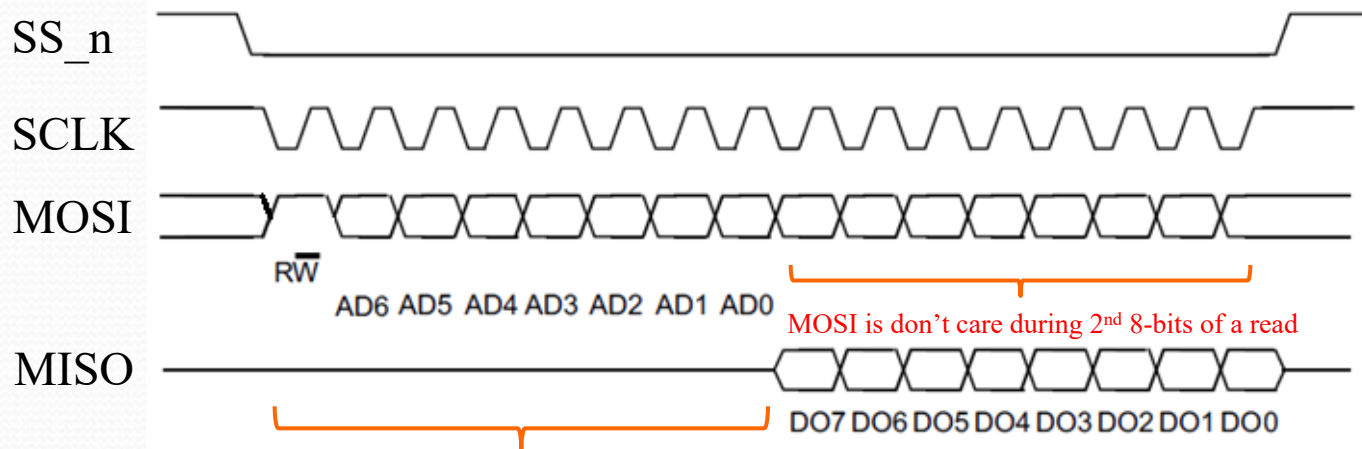 SS_n
SCLK
MOSI
RW̅
AD6 AD5 AD4 AD3 AD2 AD1 AD0
MOSI is don’t care during 2nd 8-bits of a read
MISO
DO7 DO6 DO5 DO4 DO3 DO2 DO1 DO0